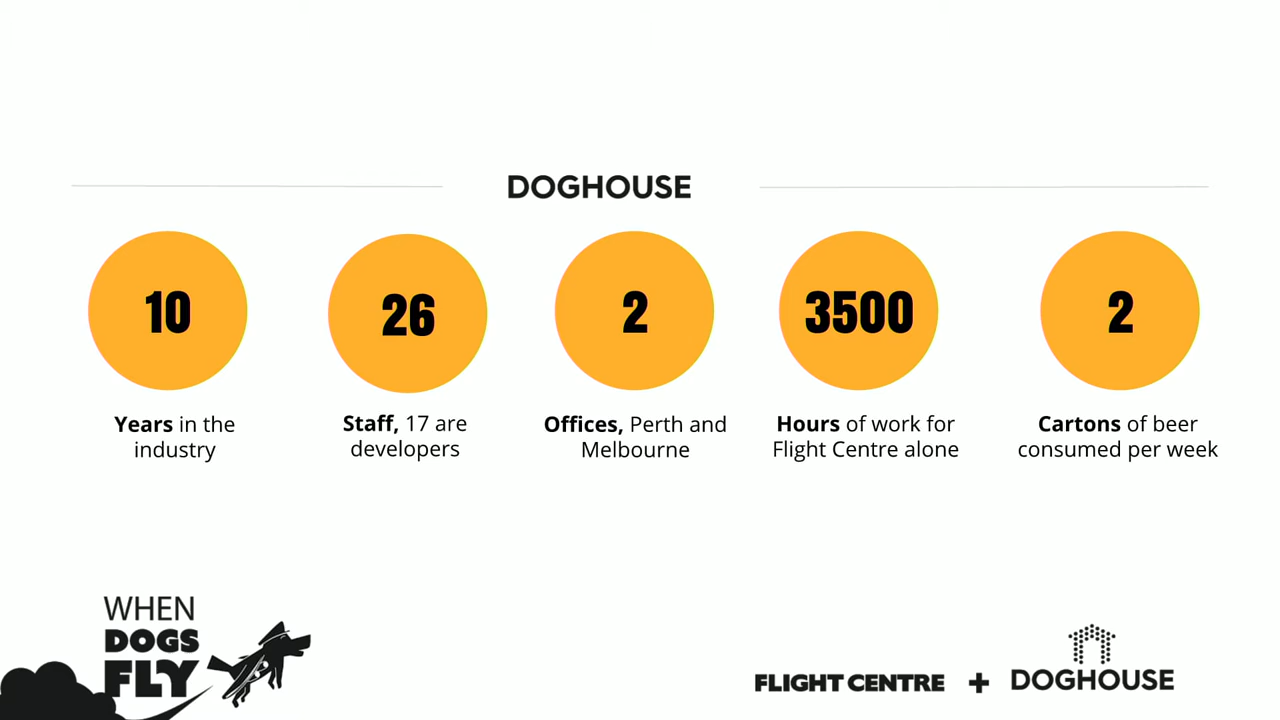 DOGHOUSE
10
Years in the
industry
26
Staff, 17 are
developers
2
Offices, Perth and
Melbourne
3500
Hours of work for
Flight Centre alone
2
Cartons of beer
consumed per week
WHEN
DOGS
FLY
FLIGHT CENTRE + DOGHOUSE